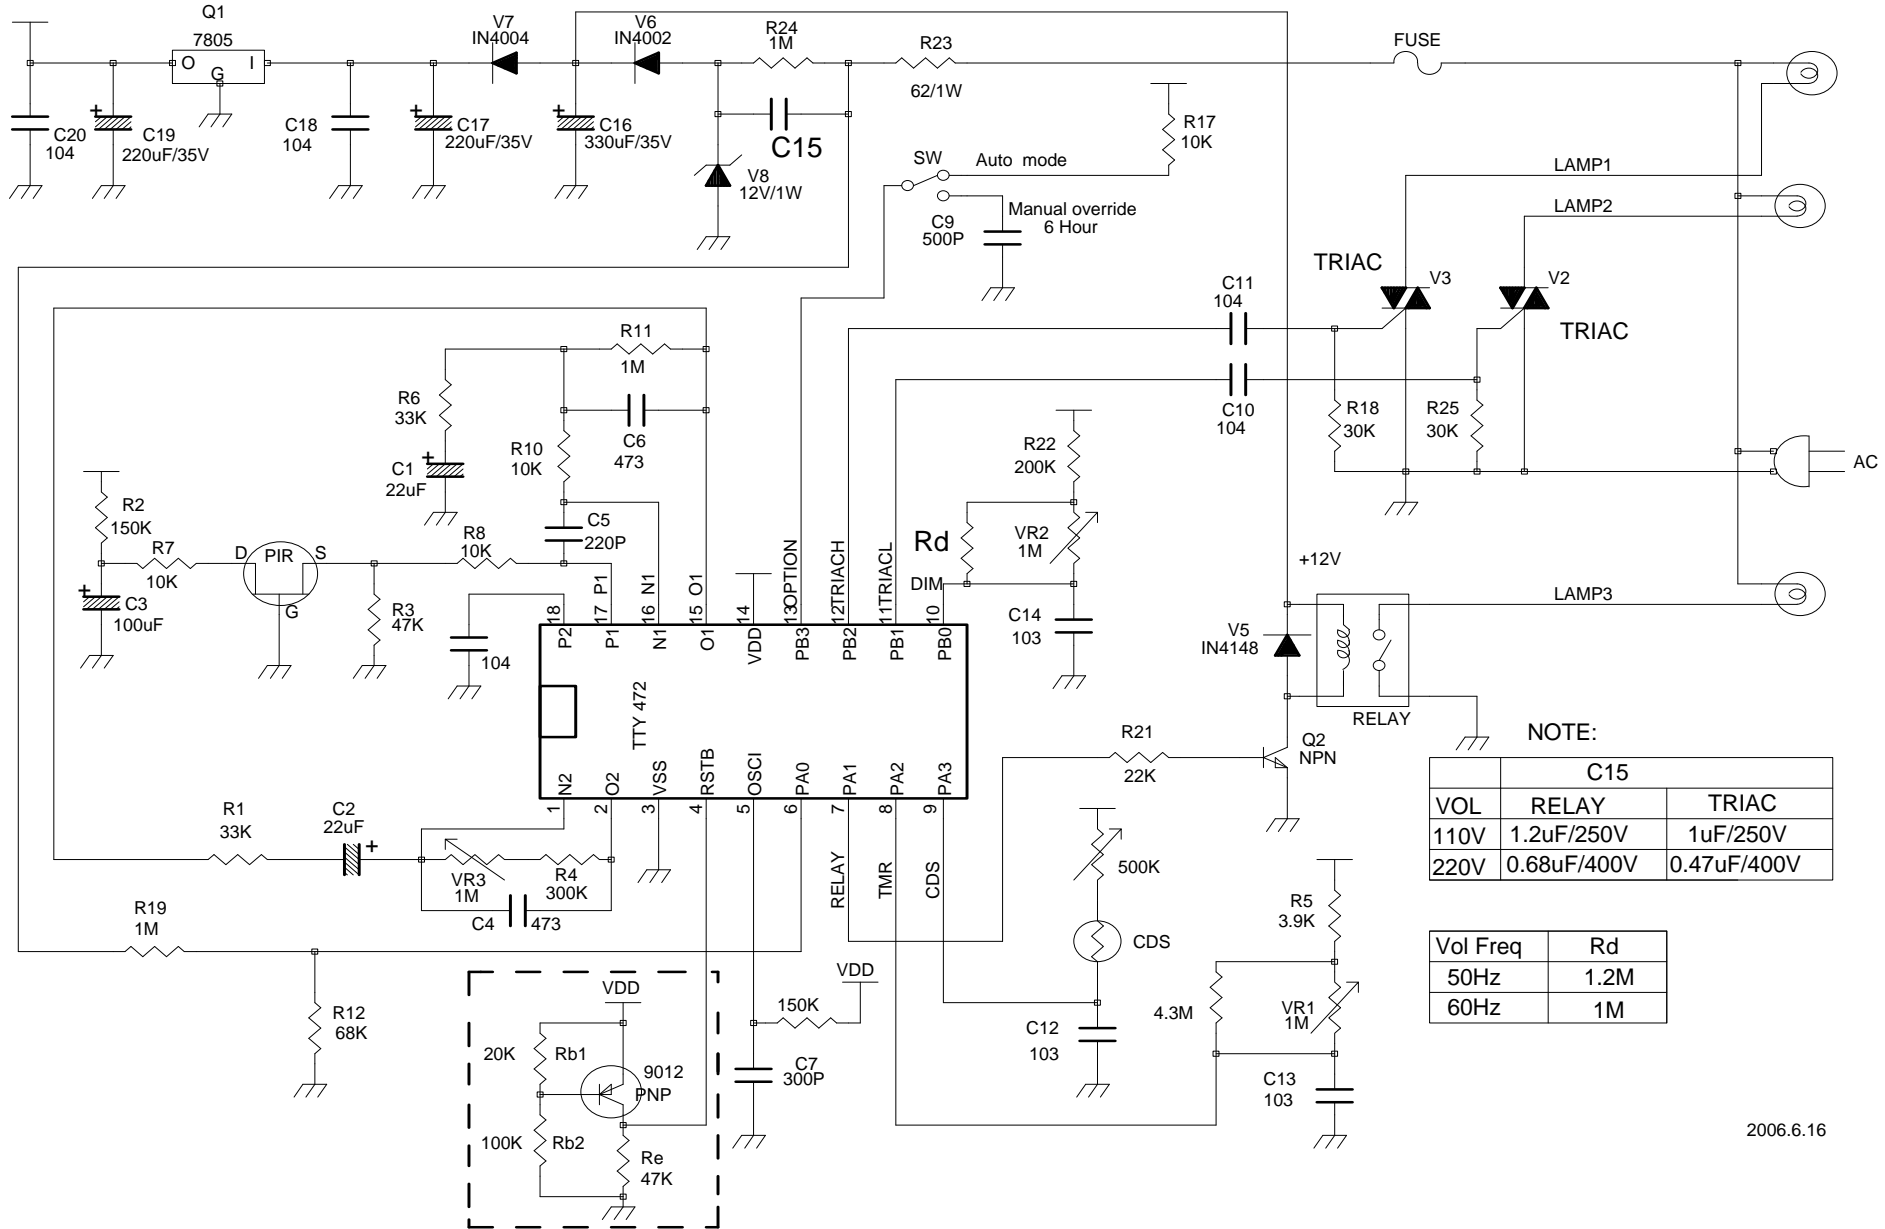 Q1
7805
O
G
I
C20
104
C19
220uF/35V
C18
104
C17
220uF/35V
V7
IN4004
V6
IN4002
C16
330uF/35V
R24
1M
C15
V8
12V/1W
R23
62/1W
FUSE
R17
10K
SW
Auto mode
C9
500P
Manual override
6 Hour
LAMP1
LAMP2
TRIAC
V3
V2
TRIAC
C11
104
C10
104
R18
30K
R25
30K
AC
R11
1M
R6
33K
C6
473
R10
10K
C1
22uF
R2
150K
R7
10K
D
PIR
S
G
C3
100uF
R3
47K
R8
10K
C5
220P
104
R22
200K
Rd
VR2
1M
DIM
C14
103
+12V
V5
IN4148
RELAY
LAMP3
P1
N1
O1
OPTION
TRIACH
TRIACL
18
17
16
15
14
13
12
11
10
P2
P1
N1
O1
VDD
PB3
PB2
PB1
PB0
TTY 472
N2
O2
VSS
RSTB
OSCI
PA0
PA1
PA2
PA3
1
2
3
4
5
6
7
8
9
R21
22K
Q2
NPN
R1
33K
C2
22uF
VR3
1M
R4
300K
C4
473
R19
1M
R12
68K
RELAY
TMR
CDS
500K
CDS
C12
103
R5
3.9K
4.3M
VR1
1M
C13
103
VDD
20K
Rb1
9012
PNP
100K
Rb2
Re
47K
VDD
150K
C7
300P
NOTE:
C15
VOL RELAY TRIAC
110V 1.2uF/250V 1uF/250V
220V 0.68uF/400V 0.47uF/400V
Vol Freq Rd
50Hz 1.2M
60Hz 1M
2006.6.16